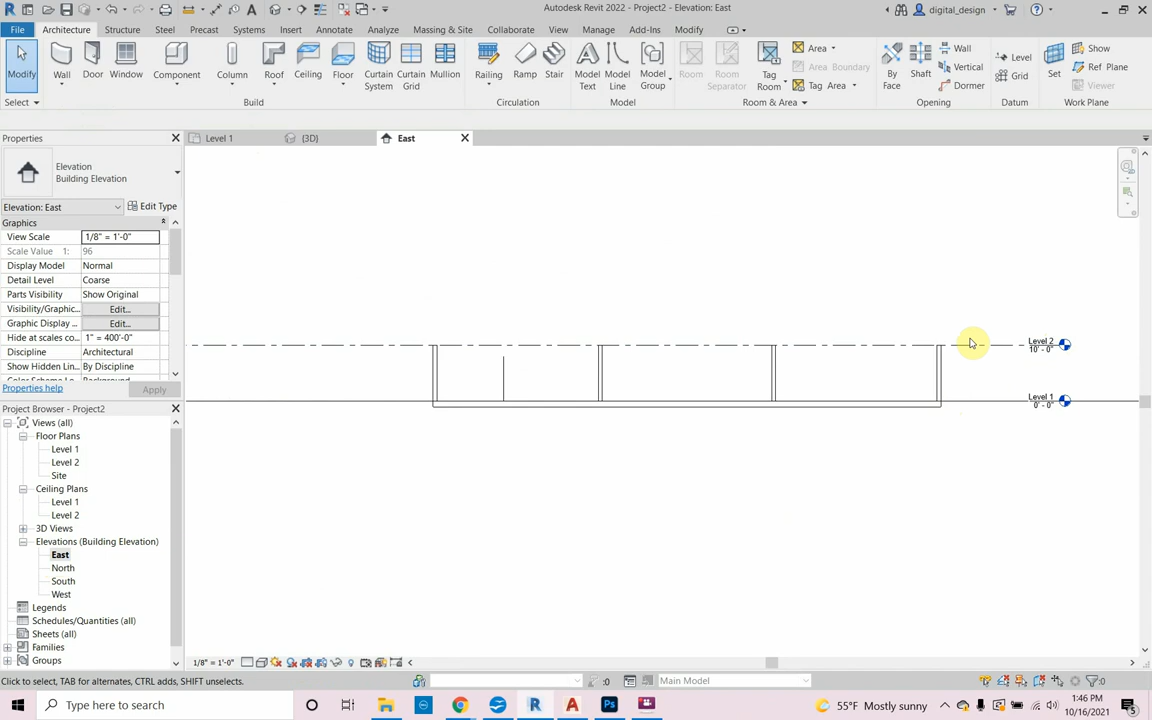 Autodesk Revit 2022 - Project2 - Elevation: East
digital_design
File Architecture Structure Steel Precast Systems Insert Annotate Analyze Massing & Site Collaborate View Manage Add-Ins Modify
Modify Wall Door Window Component Column Roof Ceiling Floor Curtain System Curtain Grid Mullion Railing Ramp Stair Model Text Model Line Model Group Room Room Separator Tag Room Area Area Boundary Tag Area By Face Shaft Wall Vertical Dormer Level Grid Set Show Ref Plane Viewer
Select Build Circulation Model Room & Area Opening Datum Work Plane
Properties
Level 1 {3D} East
Elevation
Building Elevation
Elevation: East Edit Type
Graphics
View Scale 1/8" = 1'-0"
Scale Value 1: 96
Display Model Normal
Detail Level Coarse
Parts Visibility Show Original
Visibility/Graphic... Edit...
Graphic Display ... Edit...
Hide at scales co... 1" = 400'-0"
Discipline Architectural
Show Hidden Lin... By Discipline
Color Scheme Lo... Background
Properties help Apply
Project Browser - Project2
Views (all)
Floor Plans
Level 1
Level 2
Site
Ceiling Plans
Level 1
Level 2
3D Views
Elevations (Building Elevation)
East
North
South
West
Legends
Schedules/Quantities (all)
Sheets (all)
Families
Groups
Level 2
10' - 0"
Level 1
0' - 0"
1/8" = 1'-0"
Click to select, TAB for alternates, CTRL adds, SHIFT unselects.
:0 Main Model :0
Type here to search
55°F Mostly sunny
1:46 PM
10/16/2021
5